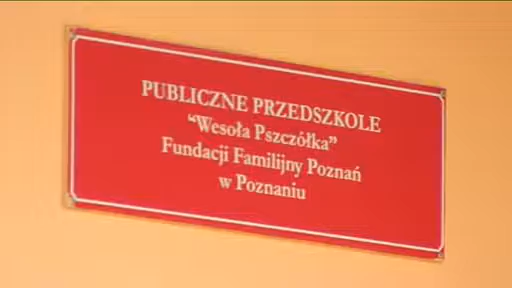 PUBLICZNE PRZEDSZKOLE
“Wesoła Pszczółka”
Fundacji Familijny Poznań
w Poznaniu